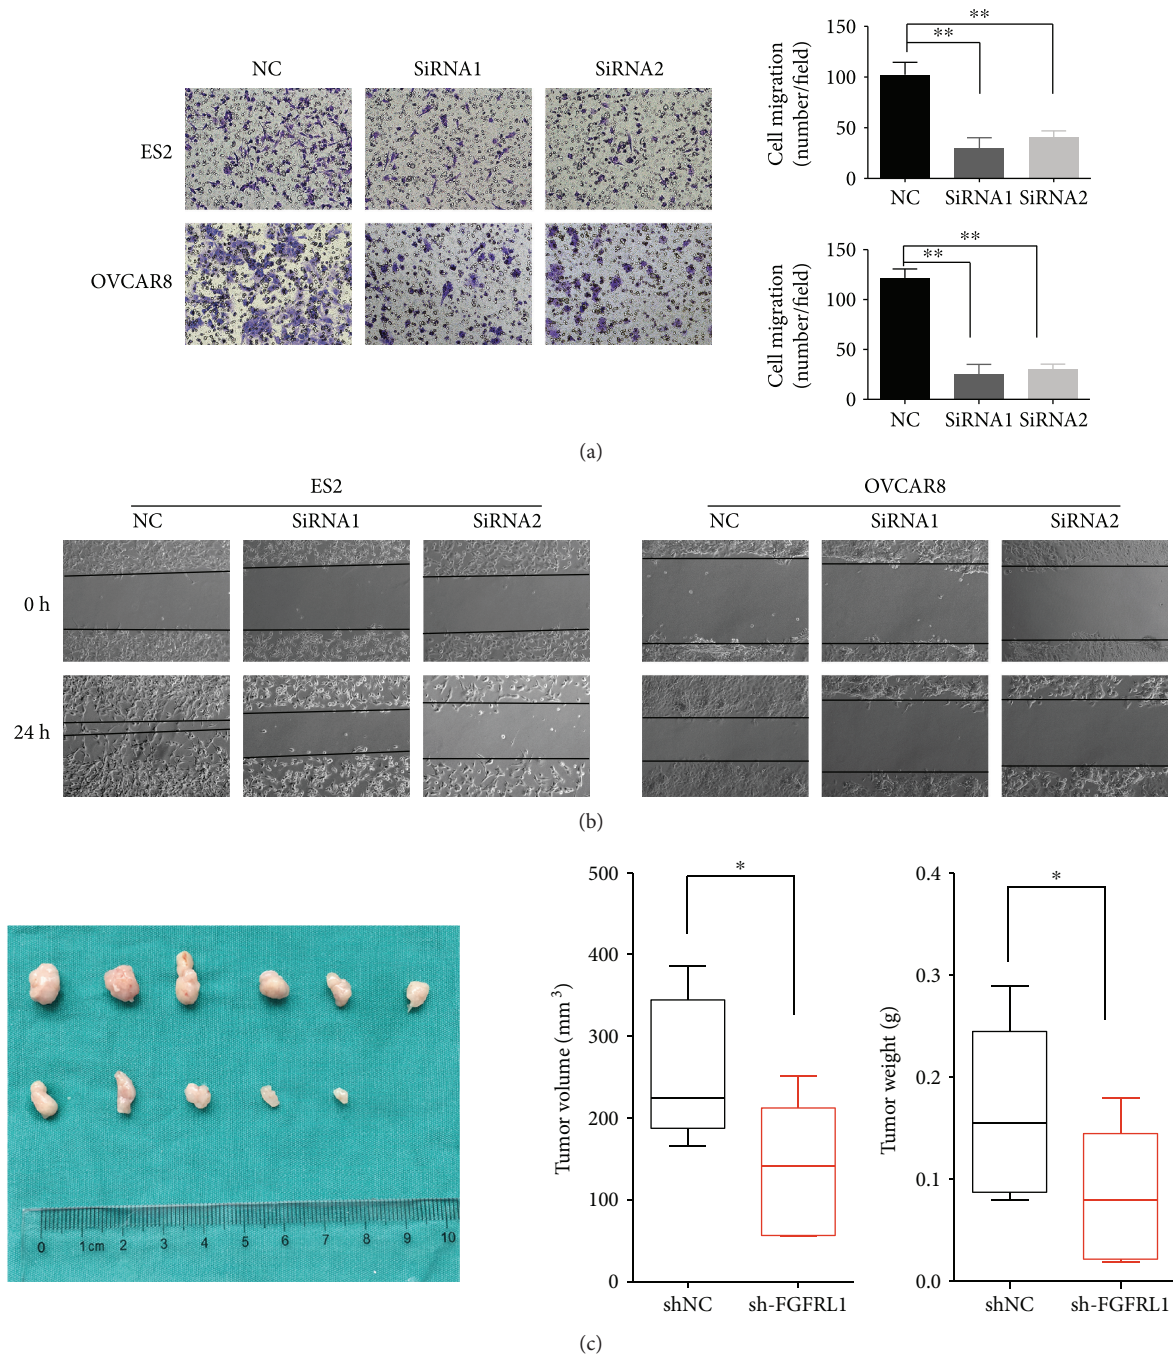 NC SiRNA1 SiRNA2
ES2
OVCAR8
Cell migration
(number/field)
150
100
50
0
** **
NC SiRNA1 SiRNA2
Cell migration
(number/field)
150
100
50
0
** **
NC SiRNA1 SiRNA2
(a)
ES2 OVCAR8
NC SiRNA1 SiRNA2 NC SiRNA1 SiRNA2
0 h
24 h
(b)
0 1 cm 2 3 4 5 6 7 8 9 10
Tumor volume (mm³)
500
400
300
200
100
0
*
shNC sh-FGFRL1
Tumor weight (g)
0.4
0.3
0.2
0.1
0.0
*
shNC sh-FGFRL1
(c)